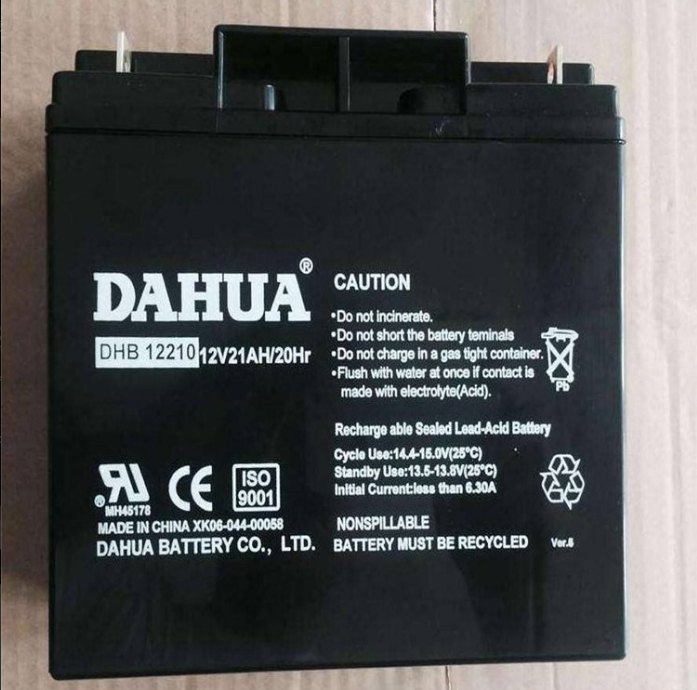 DAHUA®
DHB 12210 12V21AH/20Hr
CAUTION
•Do not incinerate.
•Do not short the battery teminals
•Do not charge in a gas tight container.
•Flush with water at once if contact is
made with electrolyte(Acid).
Pb
Recharge able Sealed Lead-Acid Battery
Cycle Use:14.4-15.0V(25°C)
Standby Use:13.5-13.8V(25°C)
Initial Current:less than 6.30A
NONSPILLABLE
BATTERY MUST BE RECYCLED
Ver.6
RU®
MH45178
CE
ISO
9001
MADE IN CHINA XK06-044-00058
DAHUA BATTERY CO., LTD.